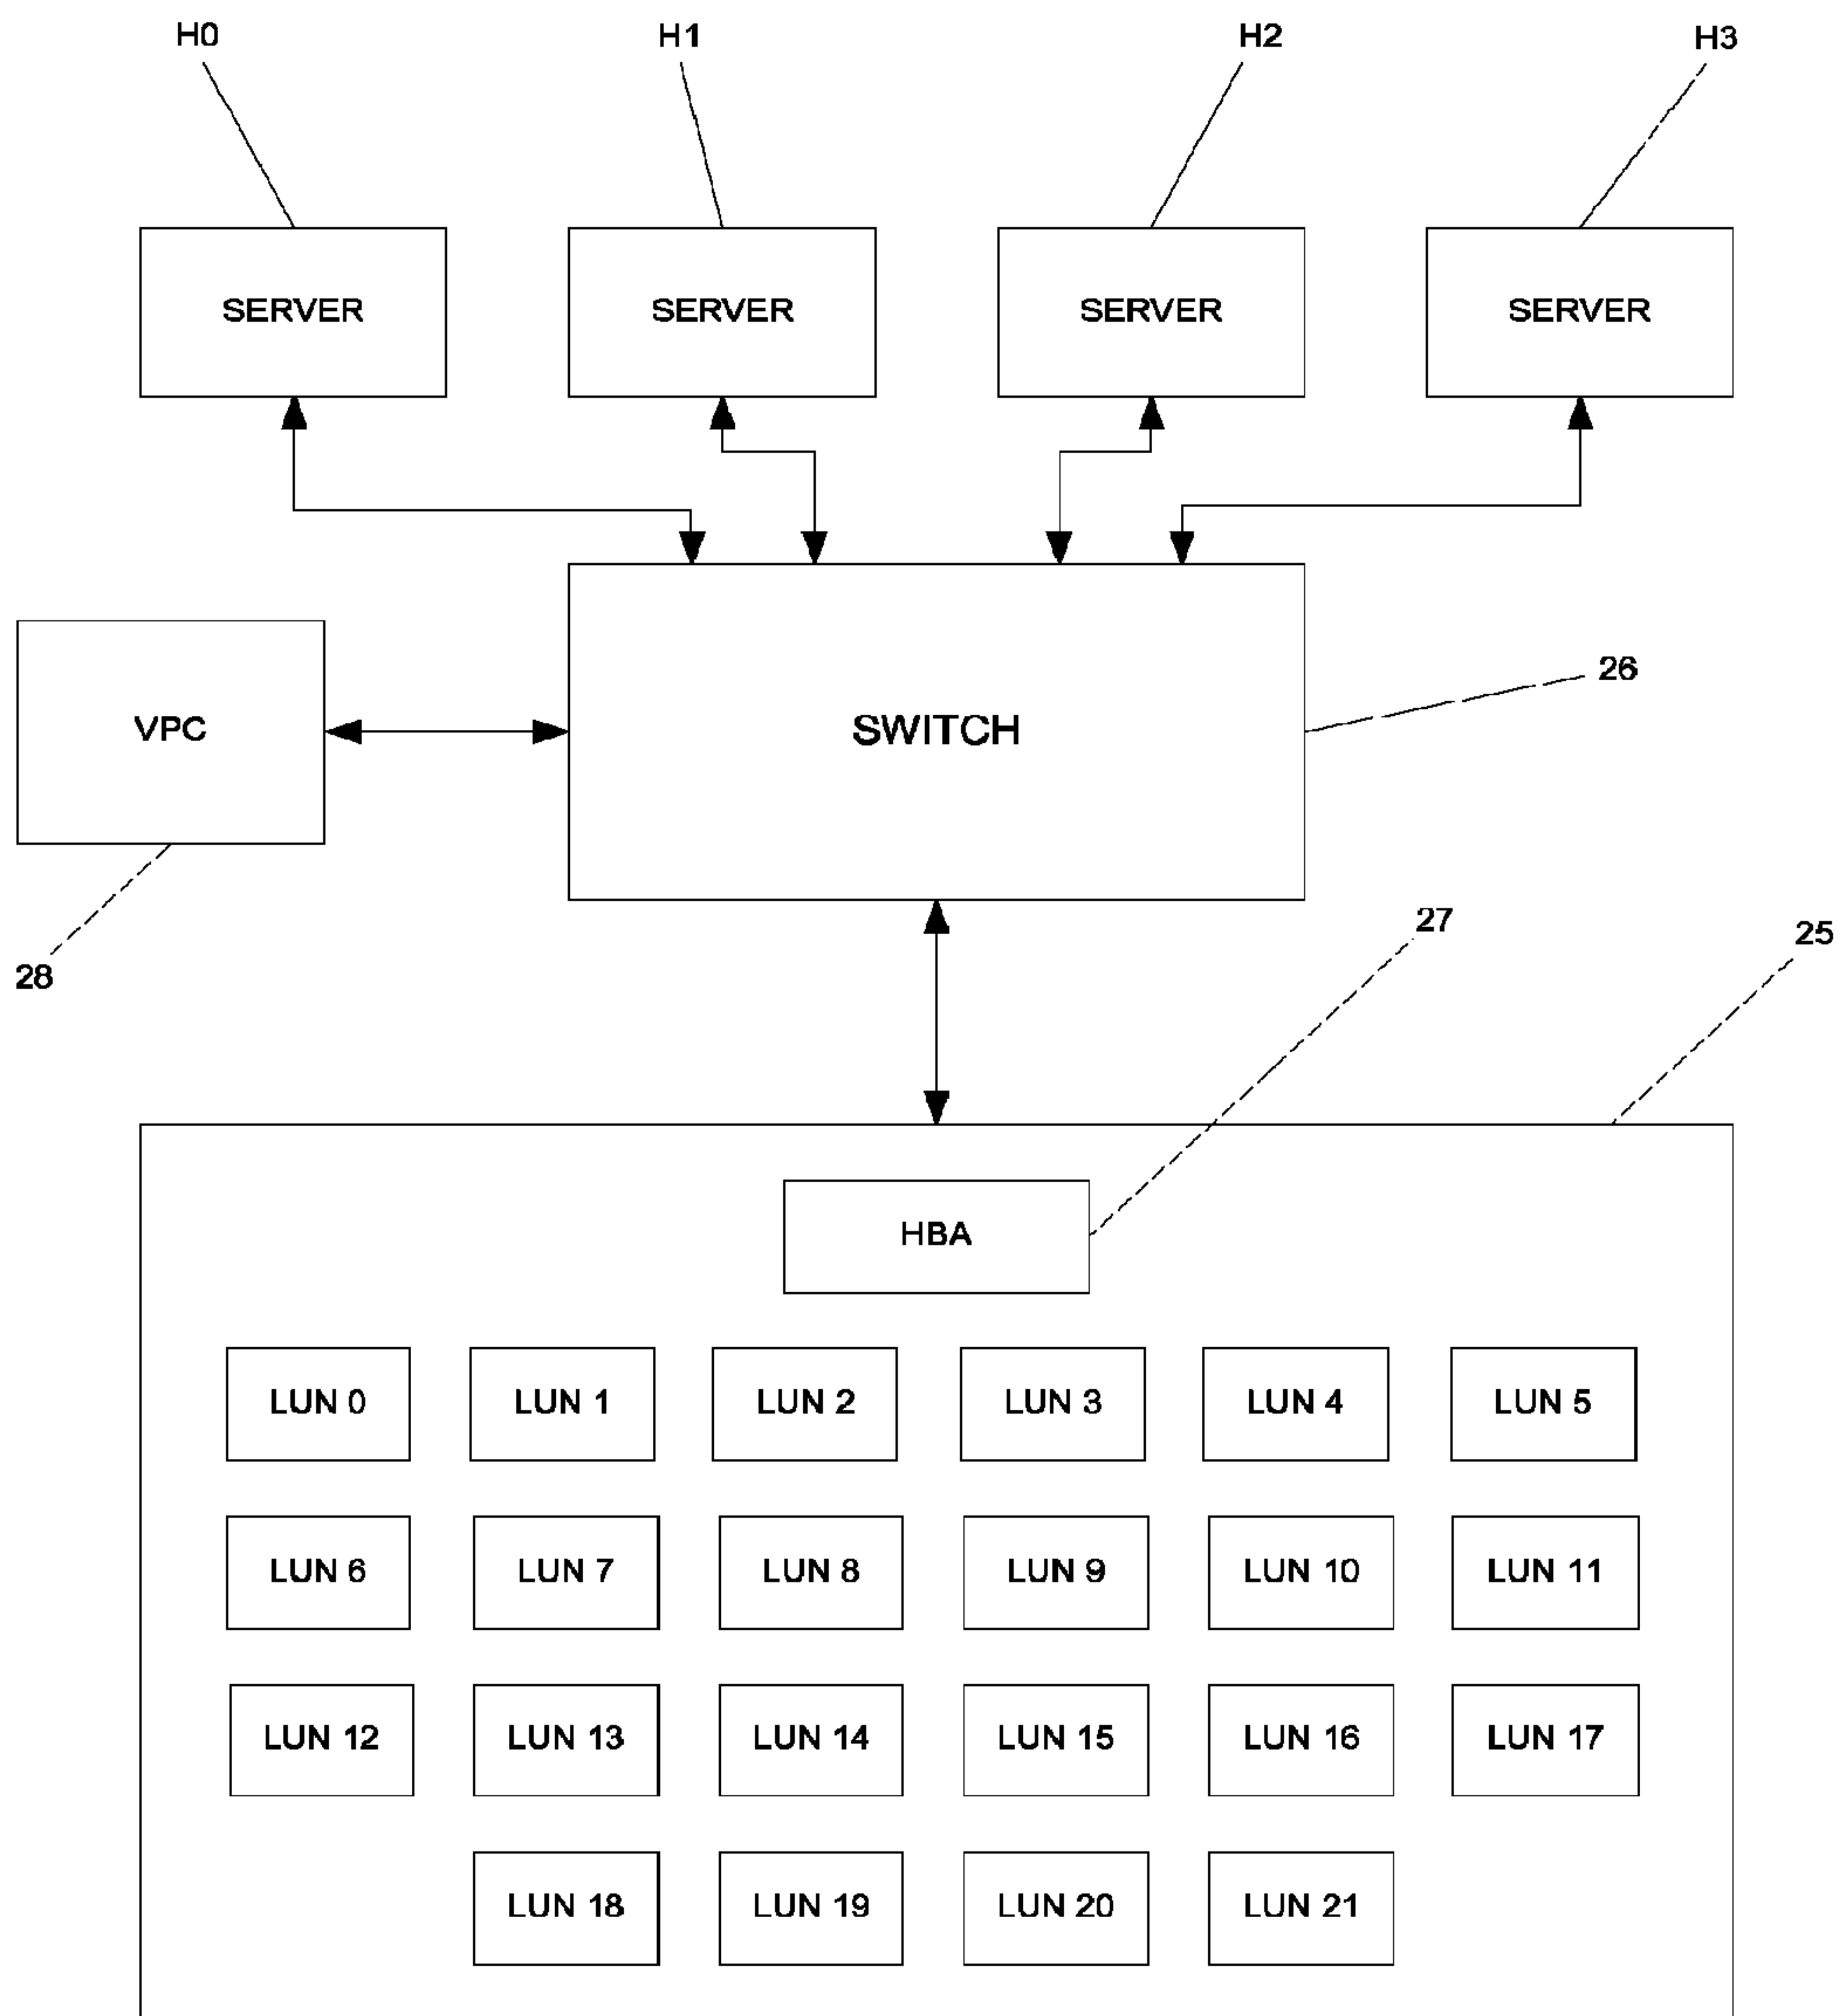 H0 H1 H2 H3
SERVER SERVER SERVER SERVER
26
VPC SWITCH
27
25
28
HBA
LUN 0 LUN 1 LUN 2 LUN 3 LUN 4 LUN 5
LUN 6 LUN 7 LUN 8 LUN 9 LUN 10 LUN 11
LUN 12 LUN 13 LUN 14 LUN 15 LUN 16 LUN 17
LUN 18 LUN 19 LUN 20 LUN 21